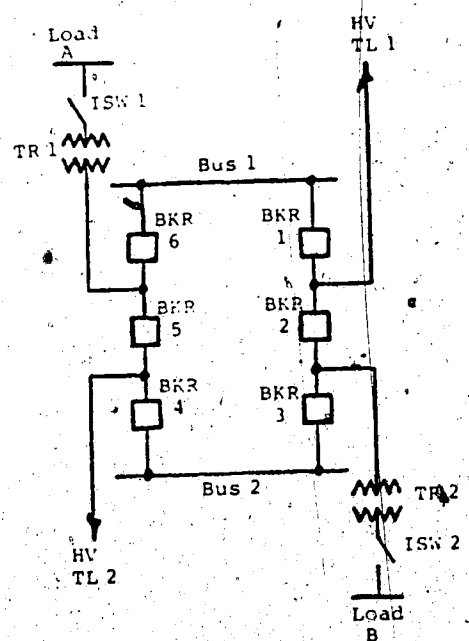 Load
A
HV
TL 1
ISW 1
TR 1
Bus 1
BKR
6
BKR
1
BKR
5
BKR
2
BKR
4
BKR
3
Bus 2
TR 2
HV
TL 2
ISW 2
Load
B